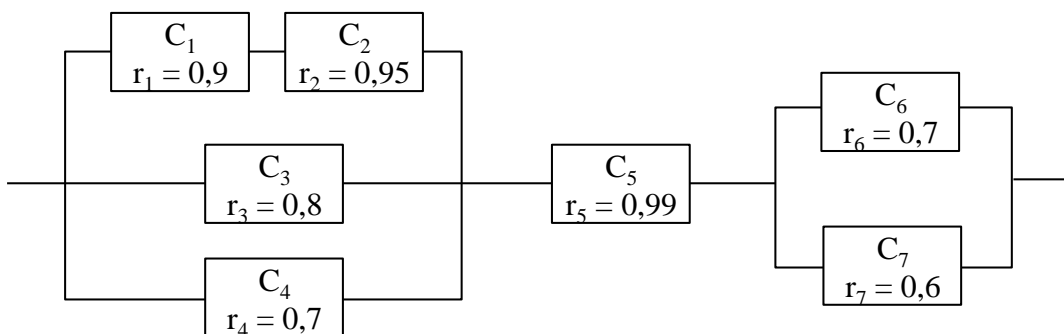 C₁
r₁ = 0,9
C₂
r₂ = 0,95
C₃
r₃ = 0,8
C₄
r₄ = 0,7
C₅
r₅ = 0,99
C₆
r₆ = 0,7
C₇
r₇ = 0,6